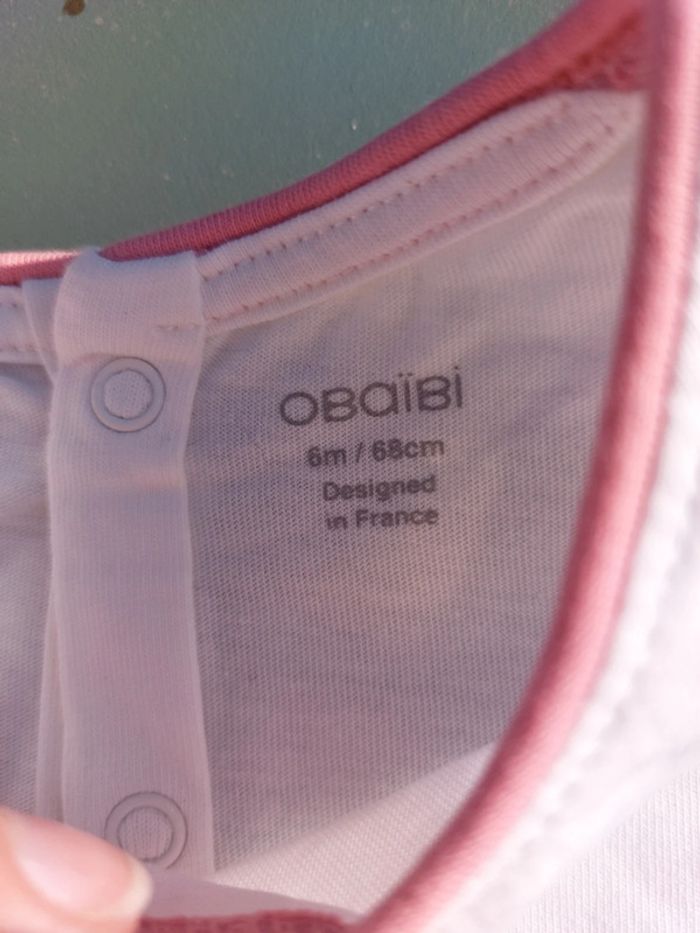 OBaïBi
6m / 68cm
Designed
in France